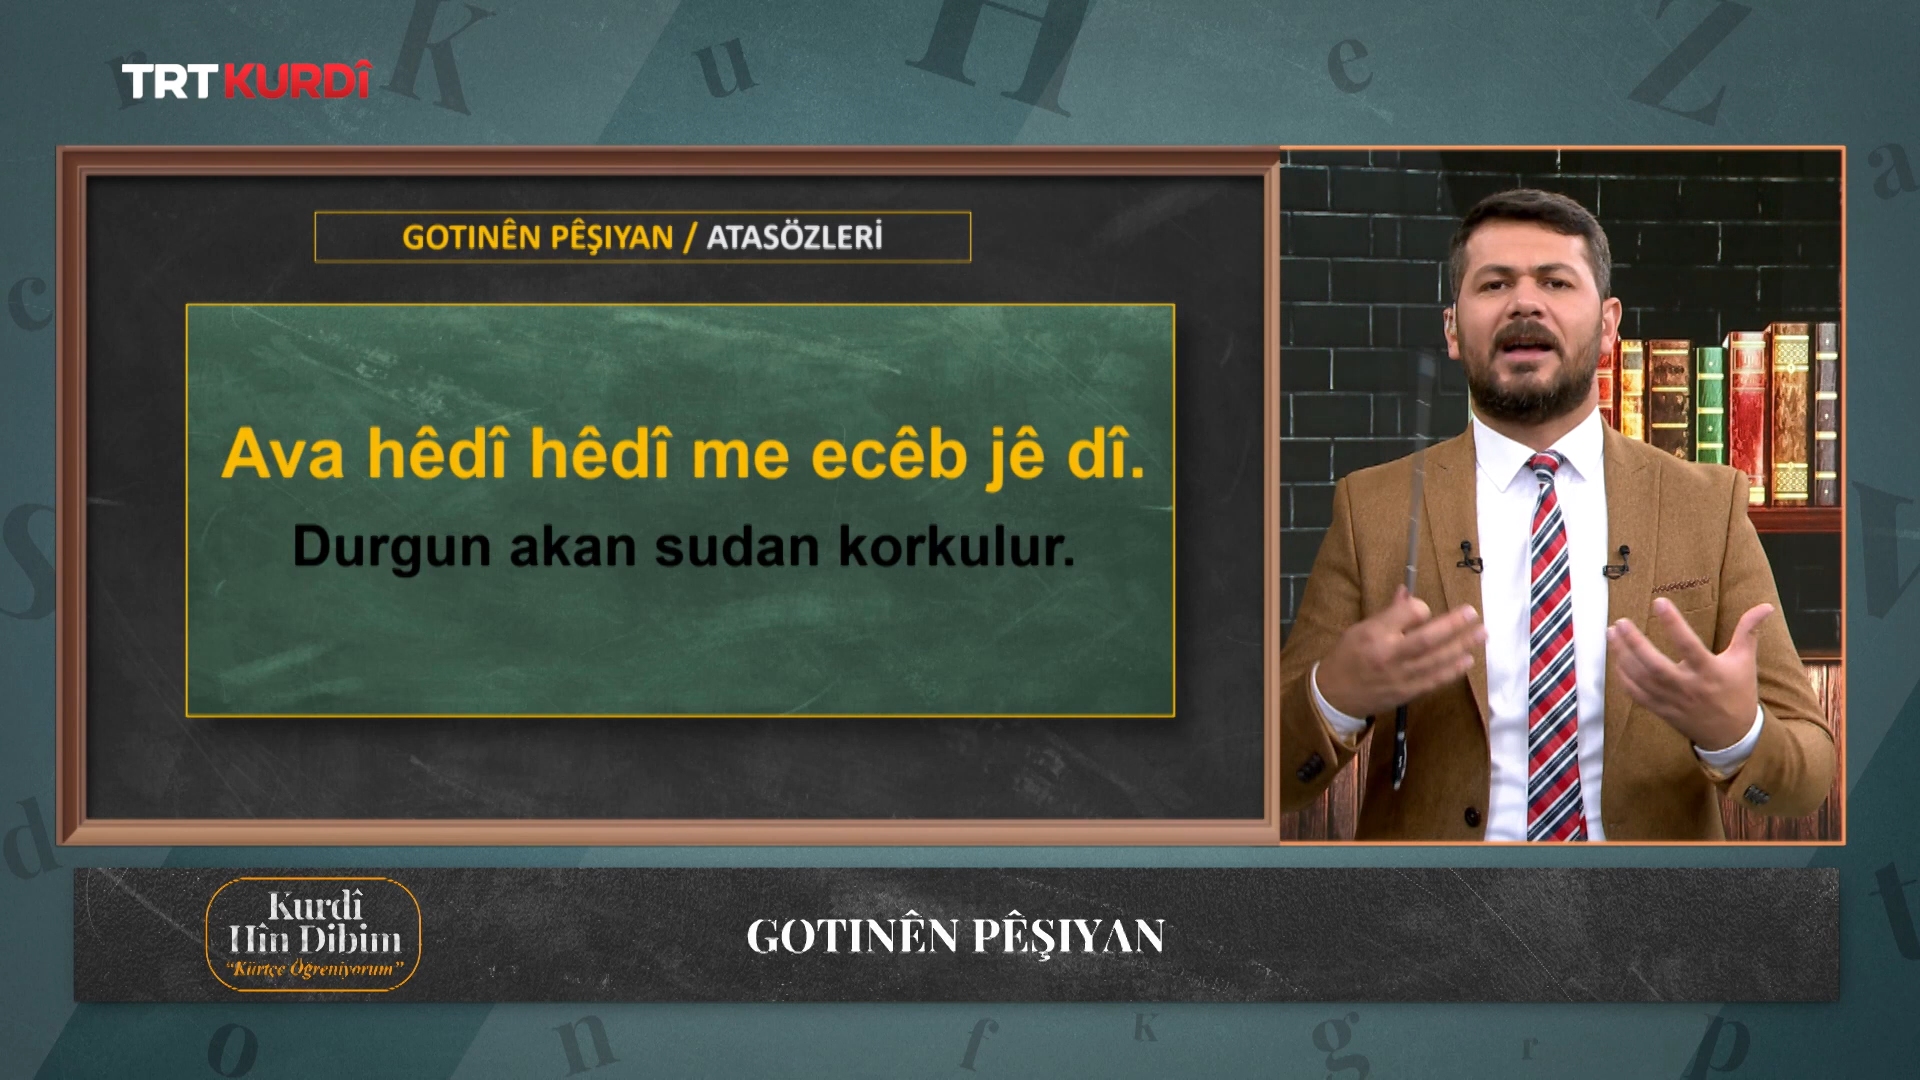 TRT KURDÎ
GOTINÊN PÊŞIYAN / ATASÖZLERİ
Ava hêdî hêdî me ecêb jê dî.
Durgun akan sudan korkulur.
Kurdî
Hîn Dibim
“Kürtçe Öğreniyorum”
GOTINÊN PÊŞIYAN